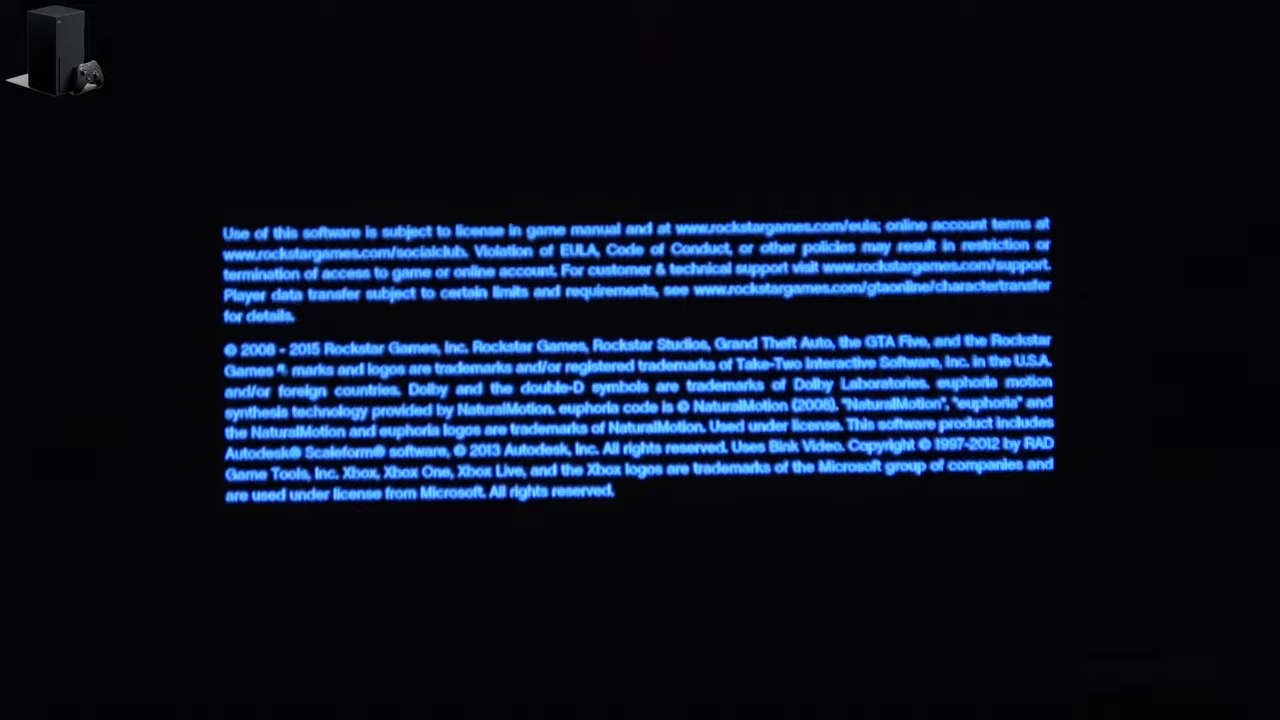 Use of this software is subject to license in game manual and at www.rockstargames.com/eula; online account terms at
www.rockstargames.com/socialclub. Violation of EULA, Code of Conduct, or other policies may result in restriction or
termination of access to game or online account. For customer & technical support visit www.rockstargames.com/support.
Player data transfer subject to certain limits and requirements, see www.rockstargames.com/gtaonline/charactertransfer
for details.
© 2008 - 2015 Rockstar Games, Inc. Rockstar Games, Rockstar Studios, Grand Theft Auto, the GTA Five, and the Rockstar
Games marks and logos are trademarks and/or registered trademarks of Take-Two Interactive Software, Inc. in the U.S.A.
and/or foreign countries. Dolby and the double-D symbols are trademarks of Dolby Laboratories. euphoria motion
synthesis technology provided by NaturalMotion. euphoria code is © NaturalMotion (2008). "NaturalMotion", "euphoria" and
the NaturalMotion and euphoria logos are trademarks of NaturalMotion. Used under license. This software product includes
Autodesk® Scaleform® software, © 2013 Autodesk, Inc. All rights reserved. Uses Bink Video. Copyright © 1997-2012 by RAD
Game Tools, Inc. Xbox, Xbox One, Xbox Live, and the Xbox logos are trademarks of the Microsoft group of companies and
are used under license from Microsoft. All rights reserved.